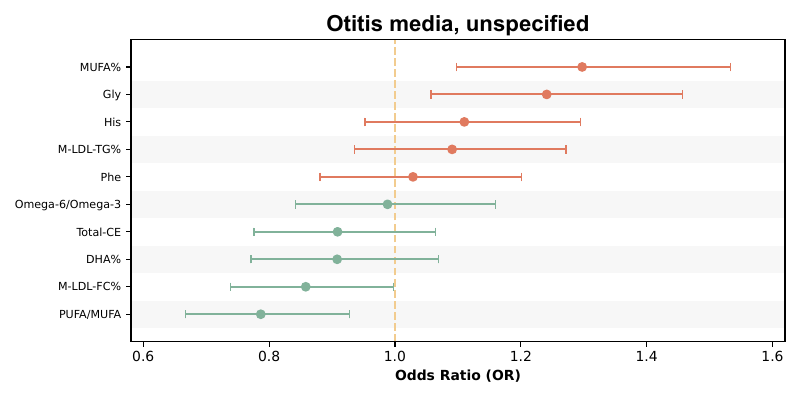 Otitis media, unspecified
MUFA%
Gly
His
M-LDL-TG%
Phe
Omega-6/Omega-3
Total-CE
DHA%
M-LDL-FC%
PUFA/MUFA
0.6 0.8 1.0 1.2 1.4 1.6
Odds Ratio (OR)